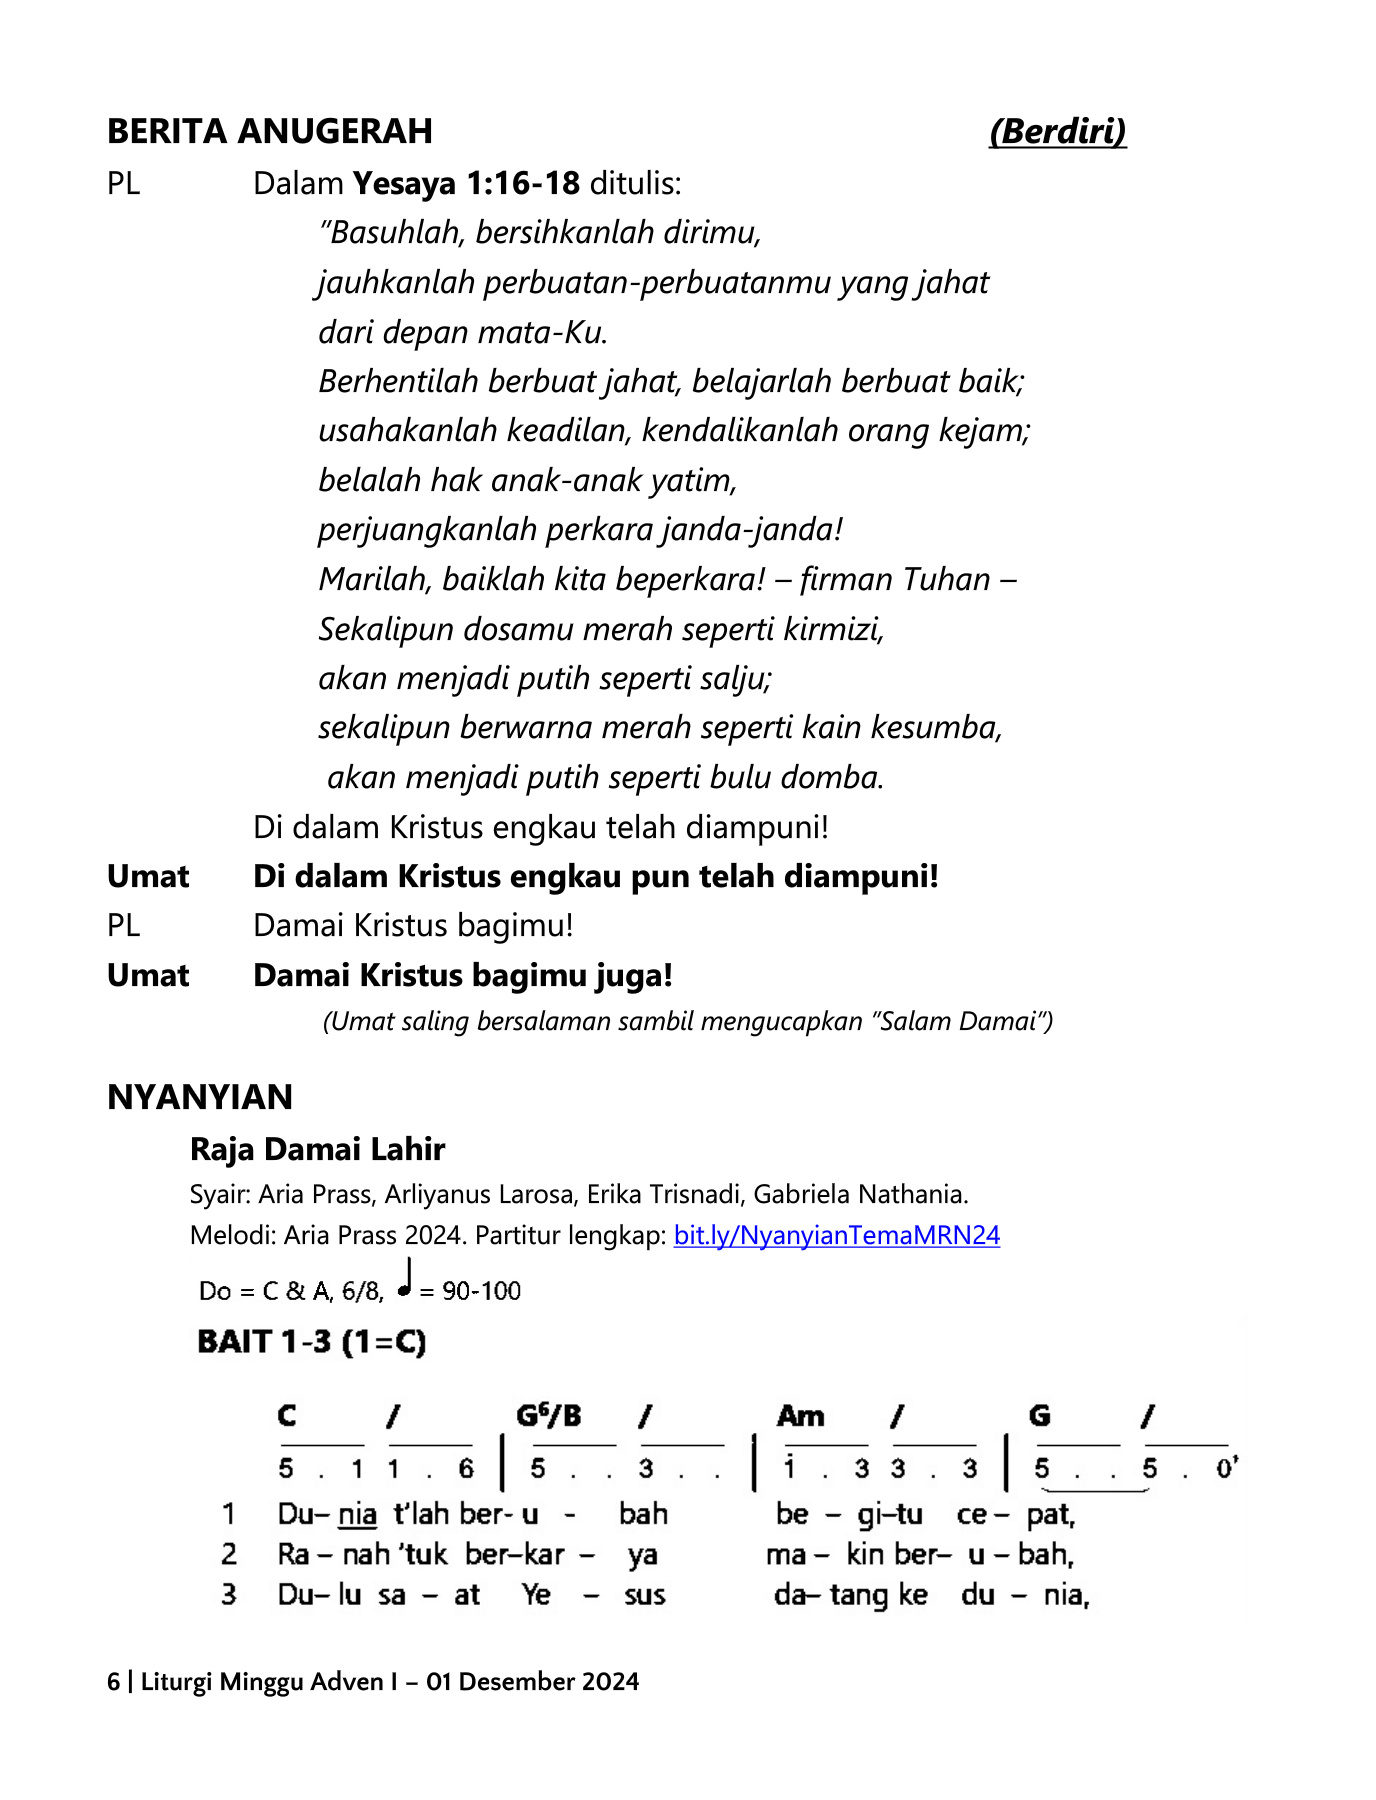 BERITA ANUGERAH (Berdiri)
PL Dalam Yesaya 1:16-18 ditulis:
"Basuhlah, bersihkanlah dirimu,
jauhkanlah perbuatan-perbuatanmu yang jahat
dari depan mata-Ku.
Berhentilah berbuat jahat, belajarlah berbuat baik;
usahakanlah keadilan, kendalikanlah orang kejam;
belalah hak anak-anak yatim,
perjuangkanlah perkara janda-janda!
Marilah, baiklah kita beperkara! – firman Tuhan –
Sekalipun dosamu merah seperti kirmizi,
akan menjadi putih seperti salju;
sekalipun berwarna merah seperti kain kesumba,
akan menjadi putih seperti bulu domba.
Di dalam Kristus engkau telah diampuni!
Umat Di dalam Kristus engkau pun telah diampuni!
PL Damai Kristus bagimu!
Umat Damai Kristus bagimu juga!
(Umat saling bersalaman sambil mengucapkan "Salam Damai")
NYANYIAN
Raja Damai Lahir
Syair: Aria Prass, Arliyanus Larosa, Erika Trisnadi, Gabriela Nathania.
Melodi: Aria Prass 2024. Partitur lengkap: bit.ly/NyanyianTemaMRN24
Do = C & A, 6/8, ♩ = 90-100
BAIT 1-3 (1=C)
C / G⁶/B / Am / G /
5 . 1 1 . 6 | 5 . . 3 . . | i . 3 3 . 3 | 5 . . 5 . 0'
1 Du– nia t'lah ber- u - bah be – gi–tu ce – pat,
2 Ra – nah 'tuk ber–kar – ya ma – kin ber– u – bah,
3 Du– lu sa – at Ye – sus da– tang ke du – nia,
6 | Liturgi Minggu Adven I – 01 Desember 2024